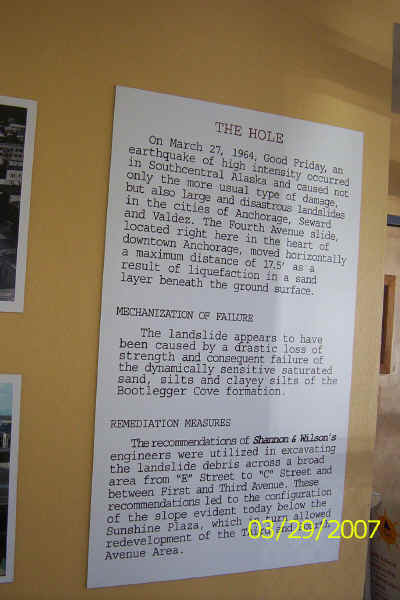 THE HOLE
On March 27, 1964, Good Friday, an
earthquake of high intensity occurred
in Southcentral Alaska and caused not
only the more usual type of damage,
but also large and disastrous landslides
in the cities of Anchorage, Seward
and Valdez. The Fourth Avenue slide,
located right here in the heart of
downtown Anchorage, moved horizontally
a maximum distance of 17.5' as a
result of liquefaction in a sand
layer beneath the ground surface.
MECHANIZATION OF FAILURE
The landslide appears to have
been caused by a drastic loss of
strength and consequent failure of
the dynamically sensitive saturated
sand, silts and clayey silts of the
Bootlegger Cove formation.
REMEDIATION MEASURES
The recommendations of Shannon & Wilson's
engineers were utilized in excavating
the landslide debris across a broad
area from "E" Street to "C" Street and
between First and Third Avenue. These
recommendations led to the configuration
of the slope evident today below the
Sunshine Plaza, which in turn allowed
redevelopment of the Third
Avenue Area.
03/29/2007